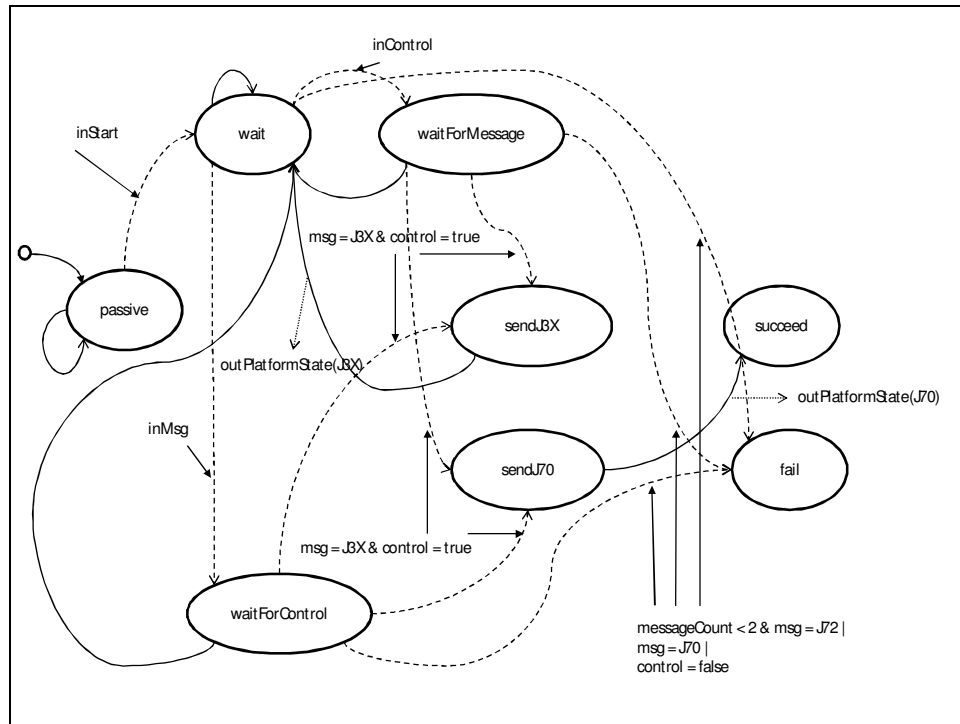 inControl
wait
waitForMessage
inStart
msg = J3X & control = true
passive
sendJ3X
succeed
outPlatformState(J3X)
outPlatformState(J70)
inMsg
sendJ70
fail
msg = J3X & control = true
waitForControl
messageCount < 2 & msg = J72 |
msg = J70 |
control = false